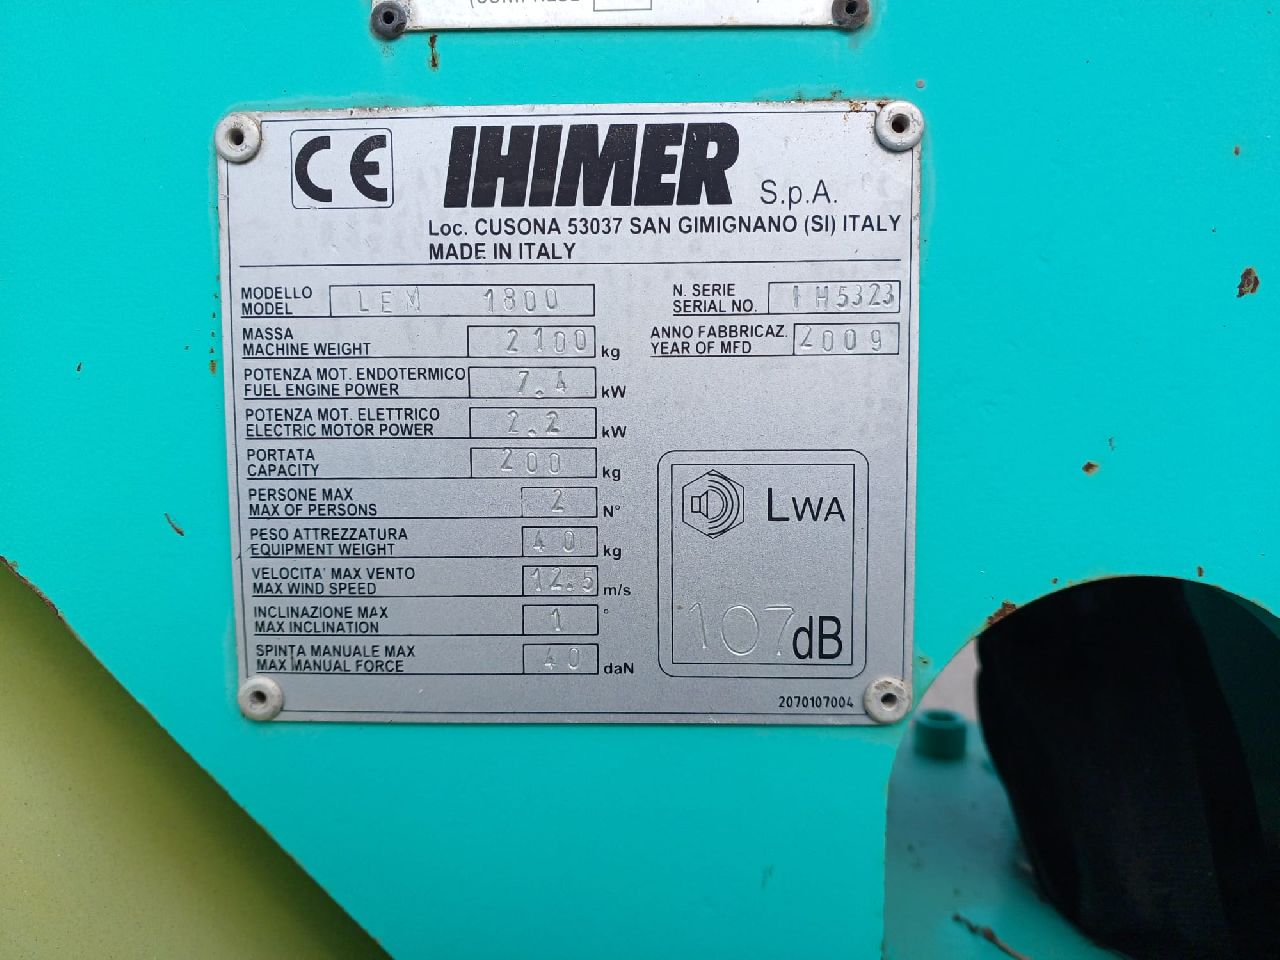 CE
IHIMER S.p.A.
Loc. CUSONA 53037 SAN GIMIGNANO (SI) ITALY
MADE IN ITALY
MODELLO
MODEL
LEM 1800
N. SERIE
SERIAL NO.
IH5323
MASSA
MACHINE WEIGHT
2100 kg
ANNO FABBRICAZ.
YEAR OF MFD
2009
POTENZA MOT. ENDOTERMICO
FUEL ENGINE POWER
7.4 kW
POTENZA MOT. ELETTRICO
ELECTRIC MOTOR POWER
2.2 kW
PORTATA
CAPACITY
200 kg
PERSONE MAX
MAX OF PERSONS
2 N°
PESO ATTREZZATURA
EQUIPMENT WEIGHT
40 kg
VELOCITA' MAX VENTO
MAX WIND SPEED
12.5 m/s
INCLINAZIONE MAX
MAX INCLINATION
1 °
SPINTA MANUALE MAX
MAX MANUAL FORCE
40 daN
LWA
107 dB
2070107004